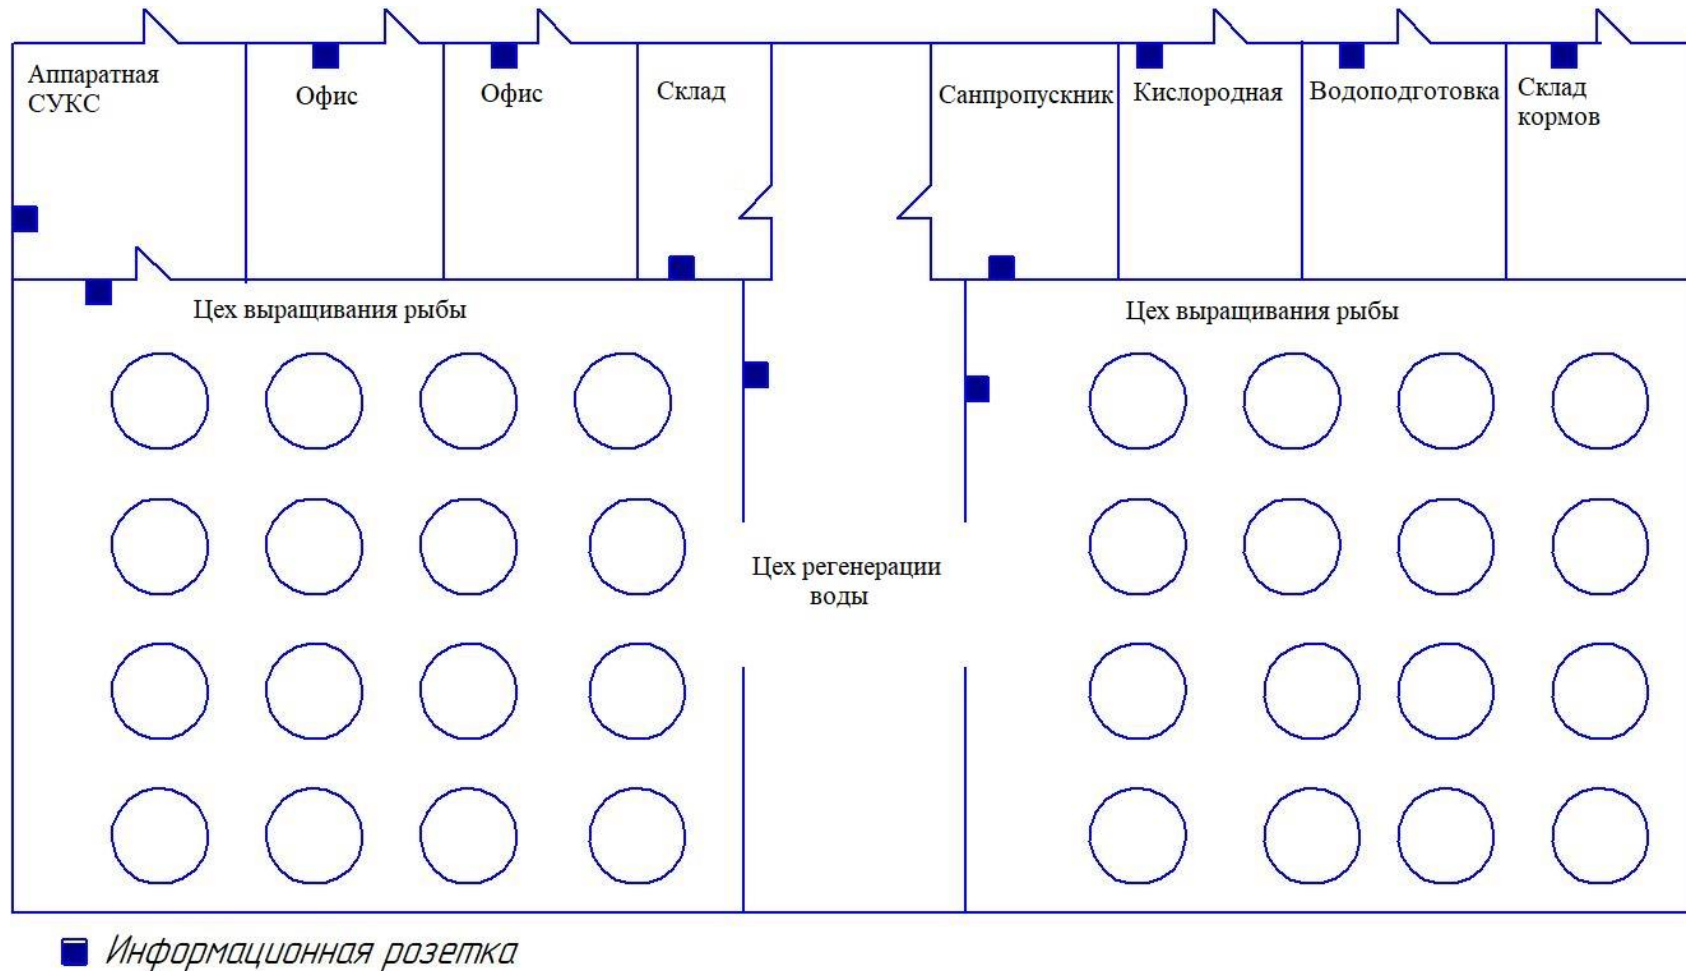 Аппаратная
СУКС
Офис
Офис
Склад
Санпропускник
Кислородная
Водоподготовка
Склад
кормов
Цех выращивания рыбы
Цех выращивания рыбы
Цех регенерации
воды
Информационная розетка